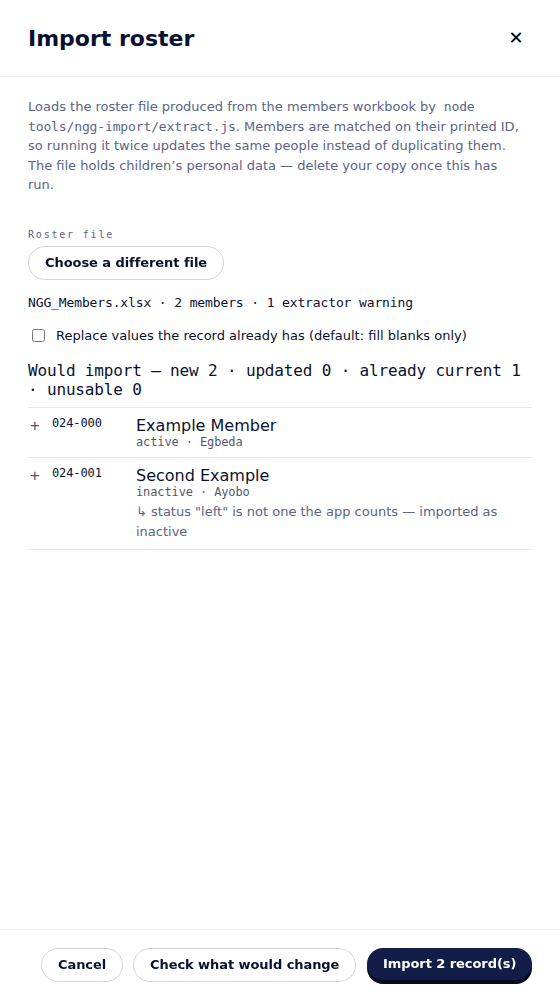 Import roster
✕
Loads the roster file produced from the members workbook by node
tools/ngg-import/extract.js. Members are matched on their printed ID,
so running it twice updates the same people instead of duplicating them.
The file holds children’s personal data — delete your copy once this has
run.
Roster file
Choose a different file
NGG_Members.xlsx · 2 members · 1 extractor warning
Replace values the record already has (default: fill blanks only)
Would import — new 2 · updated 0 · already current 1
· unusable 0
+ 024-000 Example Member
active · Egbeda
+ 024-001 Second Example
inactive · Ayobo
↳ status "left" is not one the app counts — imported as
inactive
Cancel Check what would change Import 2 record(s)